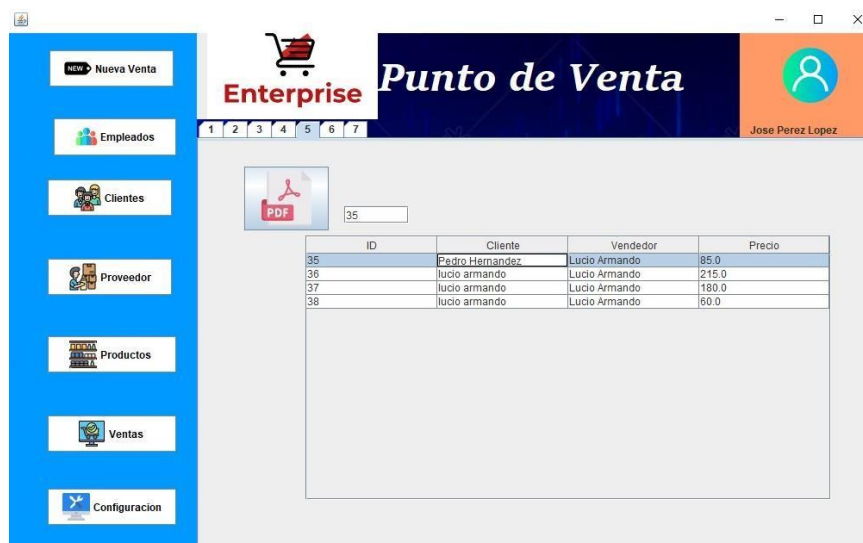 NEW Nueva Venta
Empleados
Clientes
Proveedor
Productos
Ventas
Configuracion
Enterprise
Punto de Venta
Jose Perez Lopez
1 2 3 4 5 6 7
PDF
35
ID Cliente Vendedor Precio
35 Pedro Hernandez Lucio Armando 85.0
36 lucio armando Lucio Armando 215.0
37 lucio armando Lucio Armando 180.0
38 lucio armando Lucio Armando 60.0